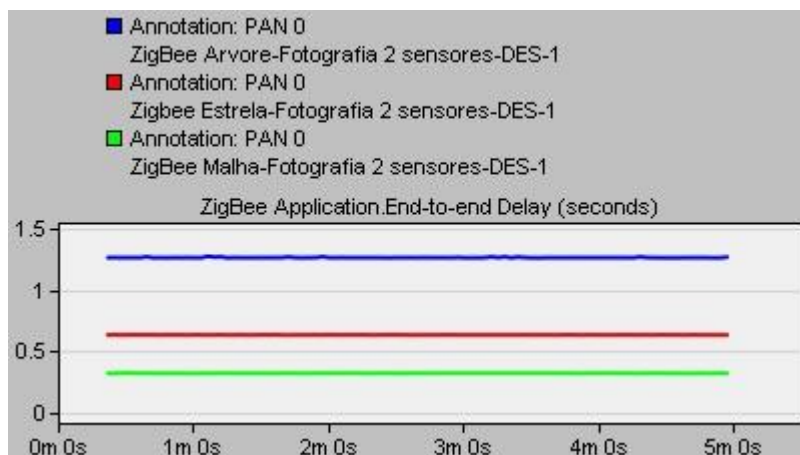 Annotation: PAN 0
ZigBee Arvore-Fotografia 2 sensores-DES-1
Annotation: PAN 0
Zigbee Estrela-Fotografia 2 sensores-DES-1
Annotation: PAN 0
ZigBee Malha-Fotografia 2 sensores-DES-1
ZigBee Application.End-to-end Delay (seconds)
1.5
1
0.5
0
0m 0s 1m 0s 2m 0s 3m 0s 4m 0s 5m 0s